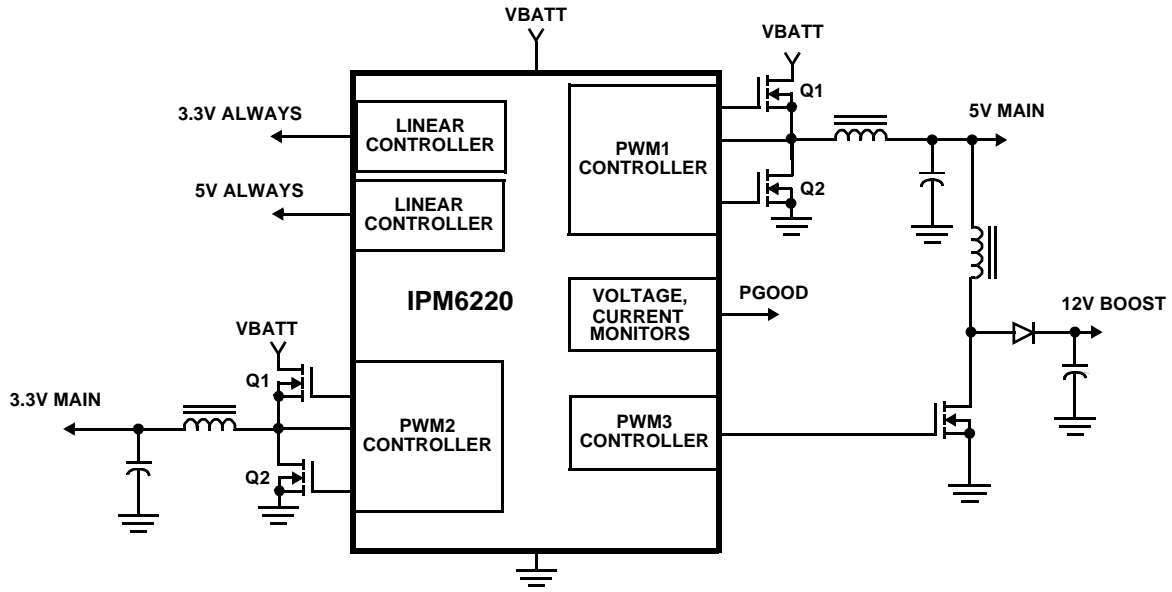 VBATT
VBATT
Q1
3.3V ALWAYS
LINEAR
CONTROLLER
PWM1
CONTROLLER
5V MAIN
5V ALWAYS
LINEAR
CONTROLLER
Q2
IPM6220
VOLTAGE,
CURRENT
MONITORS
PGOOD
12V BOOST
VBATT
Q1
3.3V MAIN
PWM2
CONTROLLER
PWM3
CONTROLLER
Q2